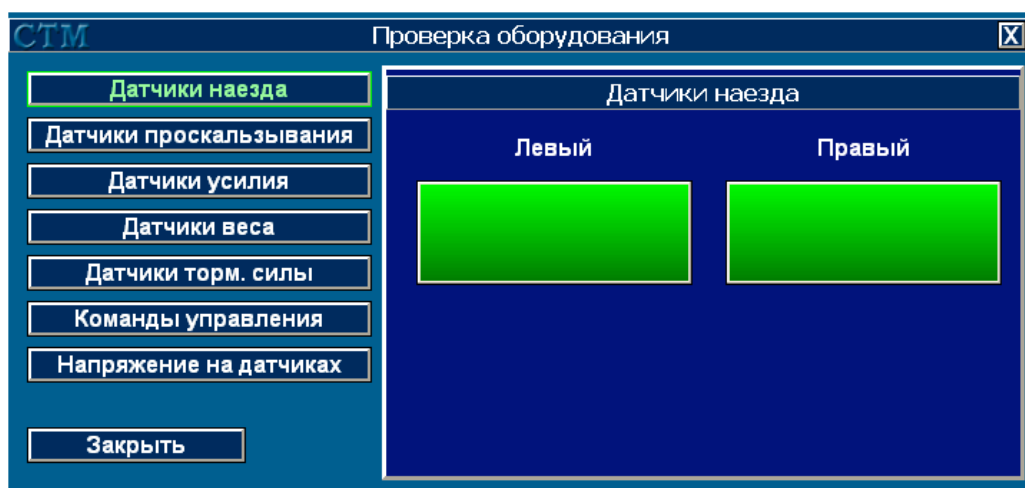 СТМ
Проверка оборудования
X
Датчики наезда
Датчики проскальзывания
Датчики усилия
Датчики веса
Датчики торм. силы
Команды управления
Напряжение на датчиках
Закрыть
Датчики наезда
Левый
Правый